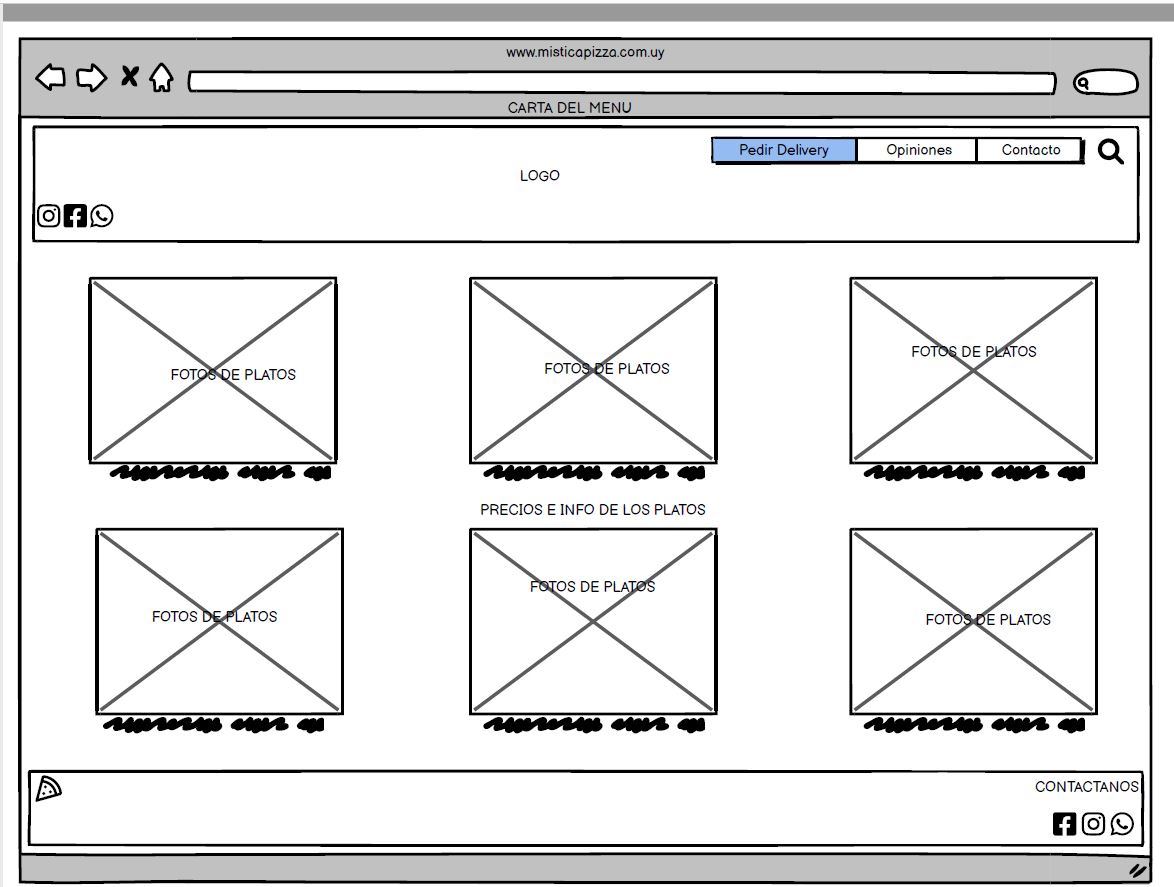 www.misticapizza.com.uy
CARTA DEL MENU
Pedir Delivery
Opiniones
Contacto
LOGO
FOTOS DE PLATOS
FOTOS DE PLATOS
FOTOS DE PLATOS
PRECIOS E INFO DE LOS PLATOS
FOTOS DE PLATOS
FOTOS DE PLATOS
FOTOS DE PLATOS
CONTACTANOS